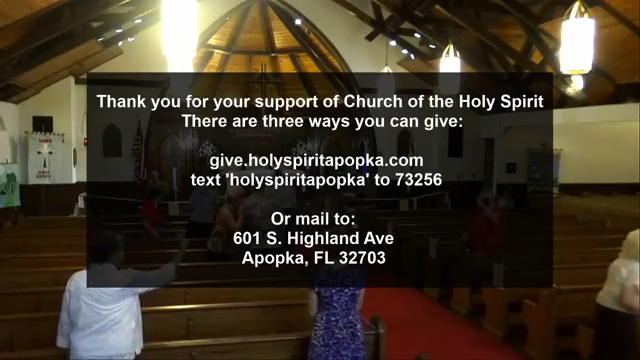 Thank you for your support of Church of the Holy Spirit
There are three ways you can give:
give.holyspiritapopka.com
text 'holyspiritapopka' to 73256
Or mail to:
601 S. Highland Ave
Apopka, FL 32703